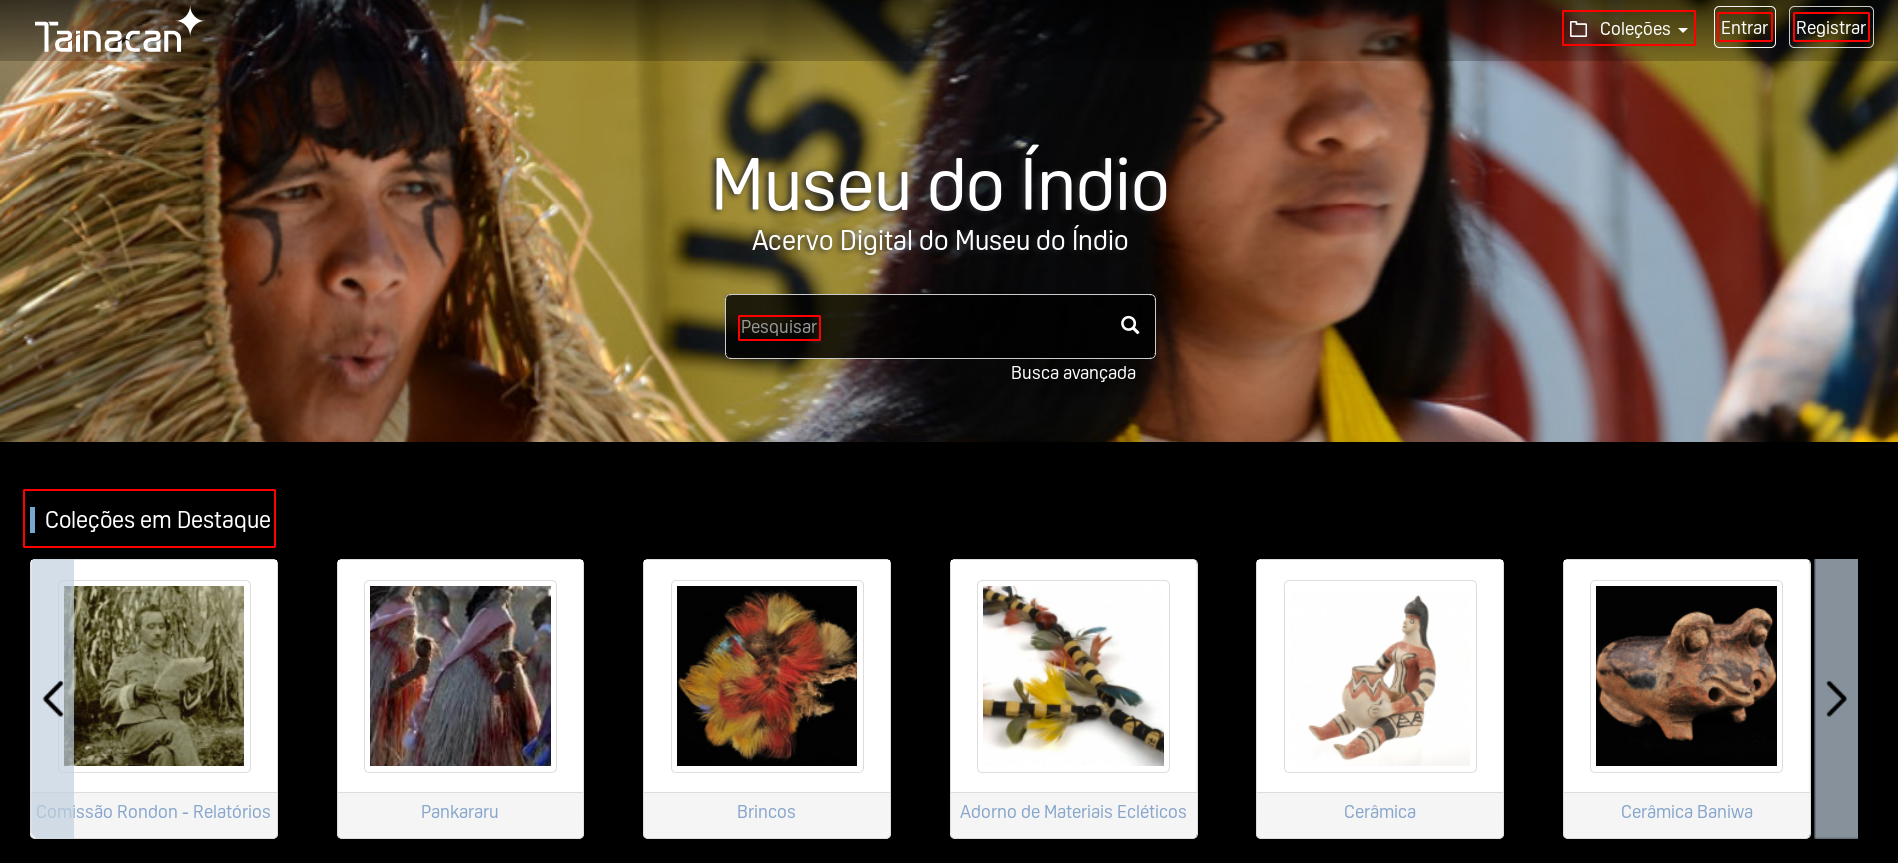 Tainacan
Coleções
Entrar
Registrar
Museu do Índio
Acervo Digital do Museu do Índio
Pesquisar
Busca avançada
Coleções em Destaque
Comissão Rondon - Relatórios
Pankararu
Brincos
Adorno de Materiais Ecléticos
Cerâmica
Cerâmica Baniwa